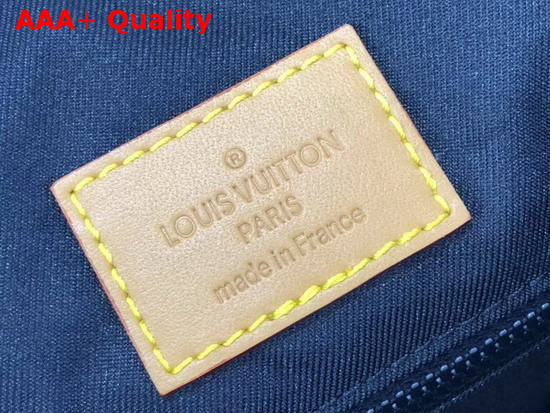 AAA+ Quality
®
LOUIS VUITTON
PARIS
made in France